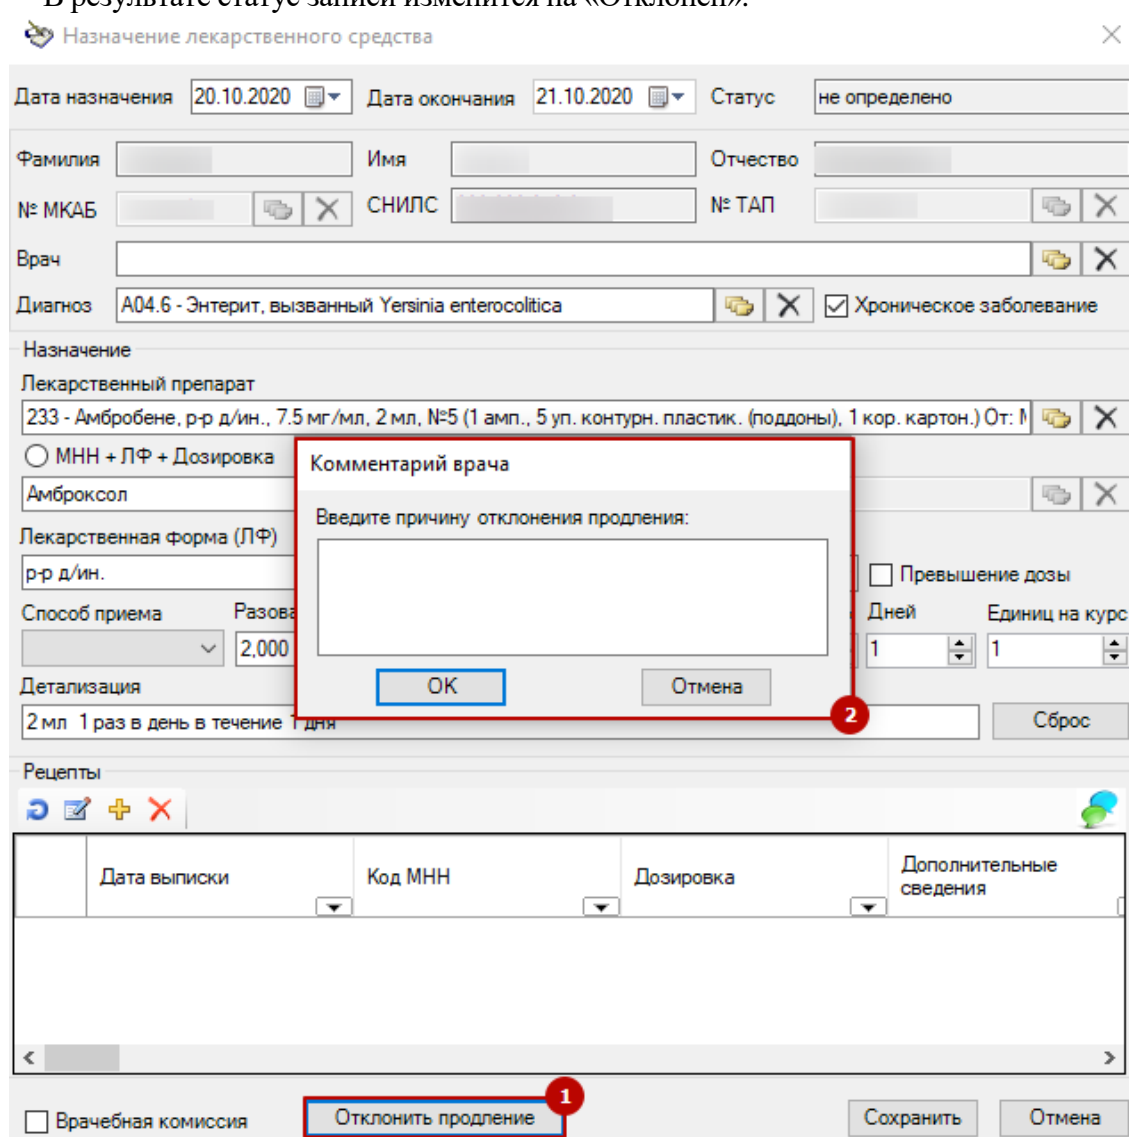 В результате статус записи изменится на «Отклонен».
Назначение лекарственного средства
Дата назначения 20.10.2020 Дата окончания 21.10.2020 Статус не определено
Фамилия Имя Отчество
№ МКАБ СНИЛС № ТАП
Врач
Диагноз A04.6 - Энтерит, вызванный Yersinia enterocolitica Хроническое заболевание
Назначение
Лекарственный препарат
233 - Амбробене, р-р д/ин., 7.5 мг/мл, 2 мл, №5 (1 амп., 5 уп. контурн. пластик. (поддоны), 1 кор. картон.) От:
МНН + ЛФ + Дозировка
Амброксол
Лекарственная форма (ЛФ)
р-р д/ин. Превышение дозы
Способ приема Дней Единиц на курс
2,000 1 1
Детализация
2 мл 1 раз в день в течение 1 дня Сброс
Комментарий врача
Введите причину отклонения продления:
OK Отмена
2
Рецепты
Дата выписки Код МНН Дозировка Дополнительные
сведения
1
Врачебная комиссия Отклонить продление Сохранить Отмена